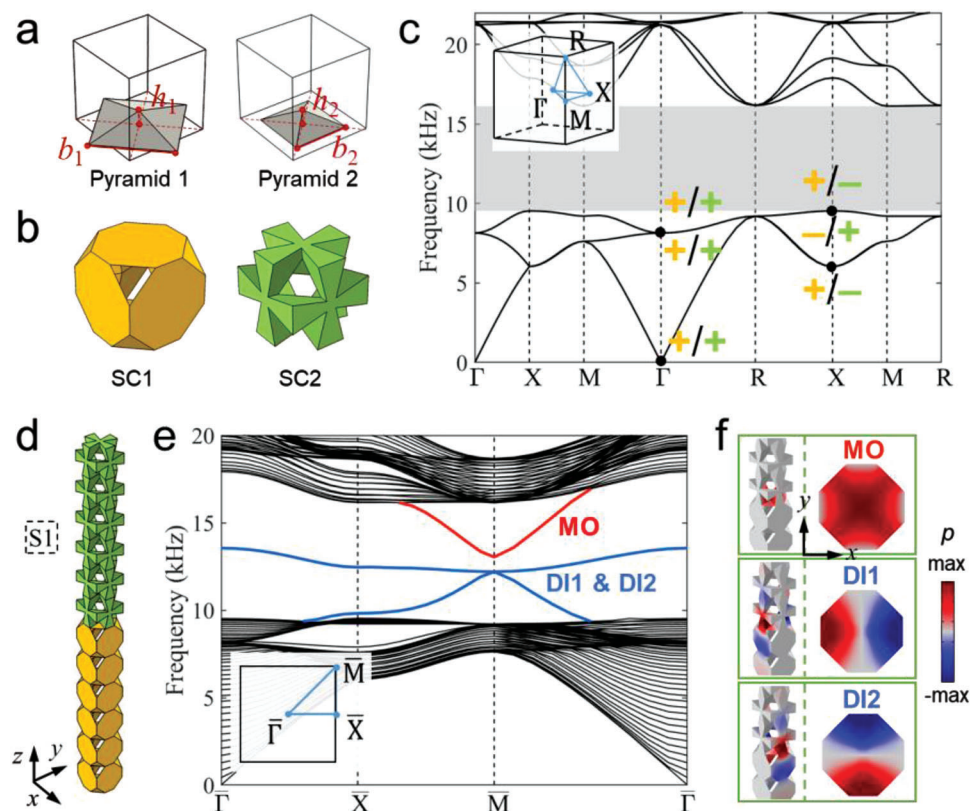 a
h1
b1
Pyramid 1
h2
b2
Pyramid 2
b
SC1
SC2
c
Frequency (kHz)
20
15
10
5
0
R
Γ
X
M
+/+
+/+
+/+
+/−
−/+
+/−
Γ X M Γ R X M R
d
S1
z
y
x
e
Frequency (kHz)
20
15
10
5
0
MO
DI1 & DI2
M̅
Γ̅
X̅
Γ̅ X̅ M̅ Γ̅
f
MO
y
x
DI1
DI2
p
max
-max